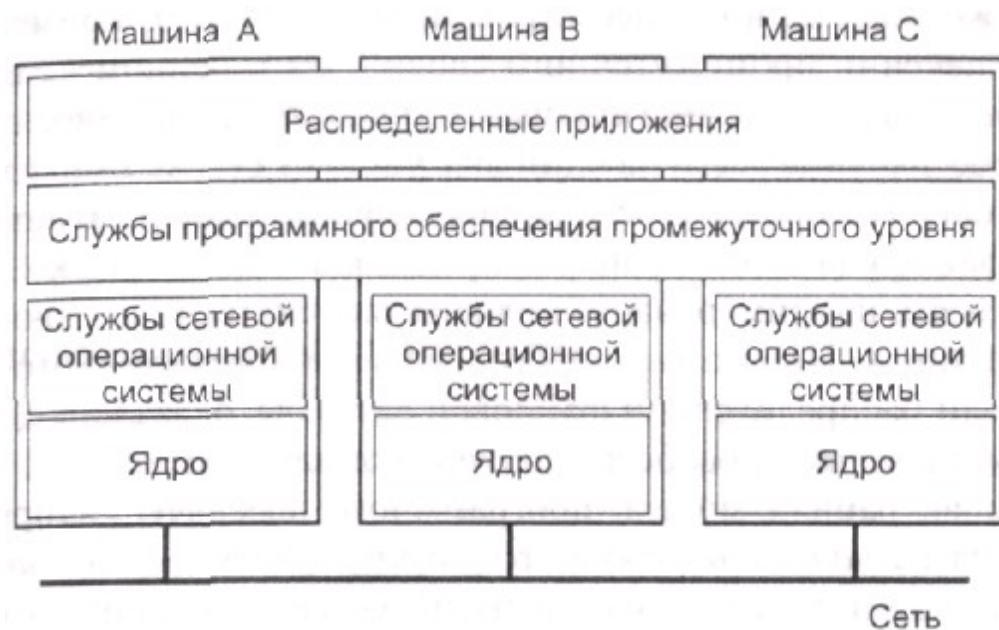 Машина A
Машина B
Машина C
Распределенные приложения
Службы программного обеспечения промежуточного уровня
Службы сетевой
операционной
системы
Службы сетевой
операционной
системы
Службы сетевой
операционной
системы
Ядро
Ядро
Ядро
Сеть